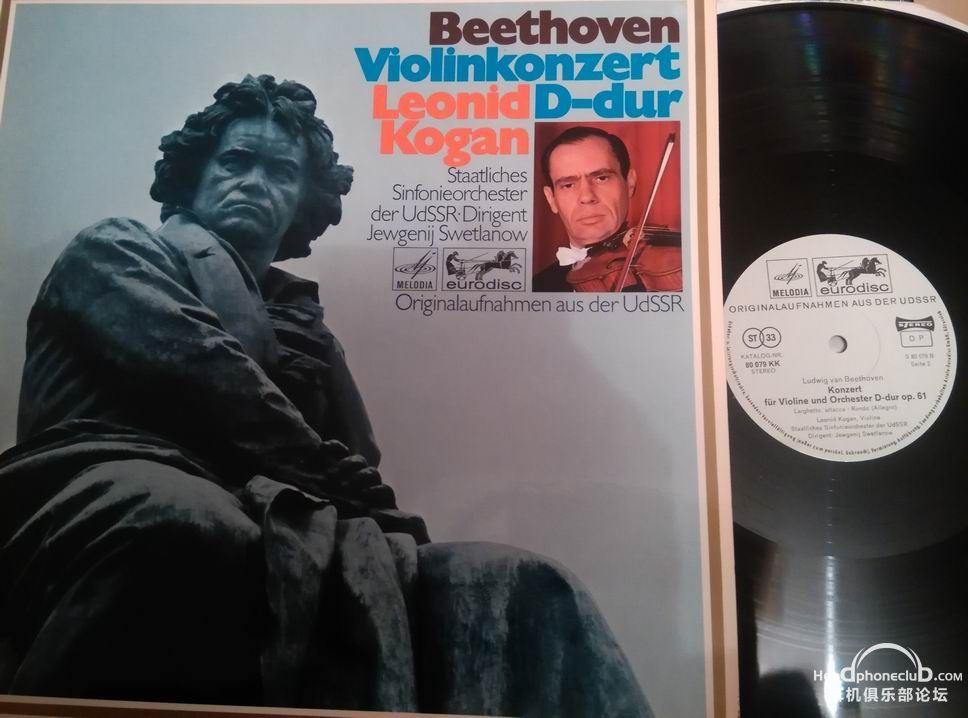 Beethoven
Violinkonzert
Leonid D-dur
Kogan
Staatliches
Sinfonieorchester
der UdSSR·Dirigent
Jewgenij Swetlanow
MELODIA eurodisc
Originalaufnahmen aus der UdSSR
MELODIA eurodisc
ORIGINALAUFNAHMEN AUS DER UDSSR
ST 33
STEREO
D.P.
KATALOG-NR.
80 079 KK
STEREO
S 80 079 B
Seite 2
Ludwig van Beethoven
Konzert
für Violine und Orchester D-dur op. 61
Larghetto, attacca - Rondo (Allegro)
Leonid Kogan, Violine
Staatliches Sinfonieorchester der UdSSR
Dirigent: Jewgenij Swetlanow
HeadphoneclubD.com
耳机俱乐部论坛